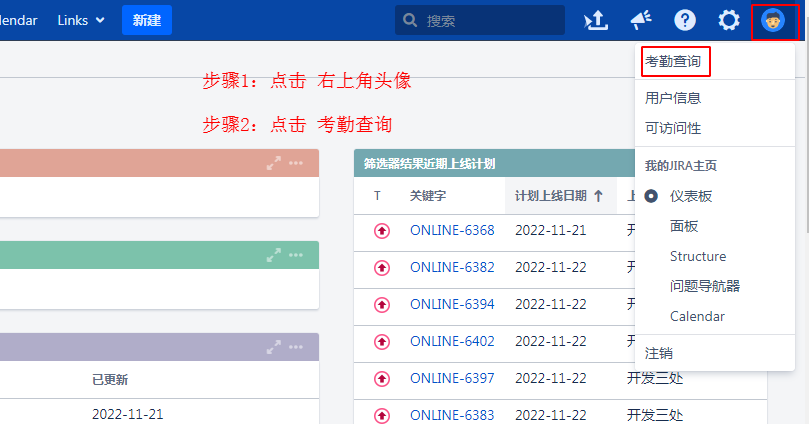 endar Links 新建 搜索
考勤查询
步骤1：点击 右上角头像
用户信息
步骤2：点击 考勤查询
可访问性
我的JIRA主页
仪表板
面板
Structure
问题导航器
Calendar
注销
筛选器结果近期上线计划
T 关键字 计划上线日期 上
ONLINE-6368 2022-11-21 开
ONLINE-6382 2022-11-22 开
ONLINE-6394 2022-11-22 开
ONLINE-6402 2022-11-22 开
ONLINE-6397 2022-11-22 开发三处
ONLINE-6383 2022-11-22 开发三处
已更新
2022-11-21